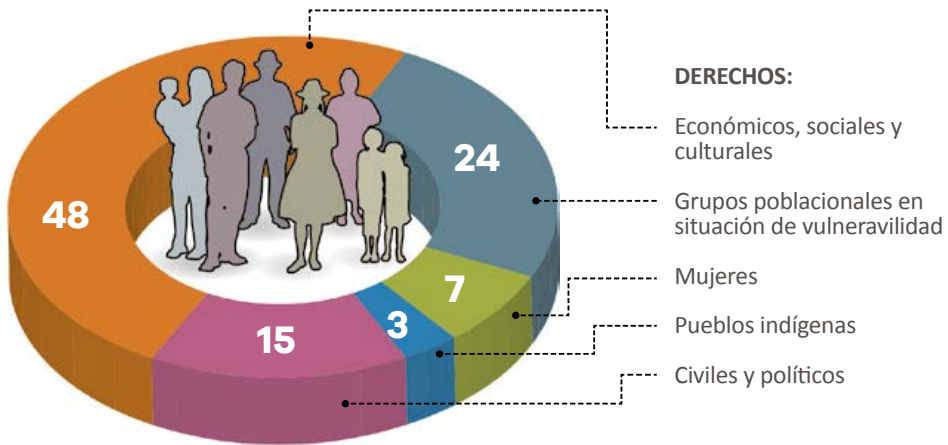 DERECHOS:
Económicos, sociales y
culturales
24
48
Grupos poblacionales en
situación de vulneravilidad
7
Mujeres
3
15
Pueblos indígenas
Civiles y políticos